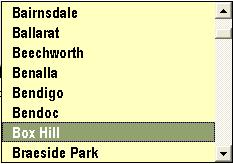 Bairnsdale
Ballarat
Beechworth
Benalla
Bendigo
Bendoc
Box Hill
Braeside Park